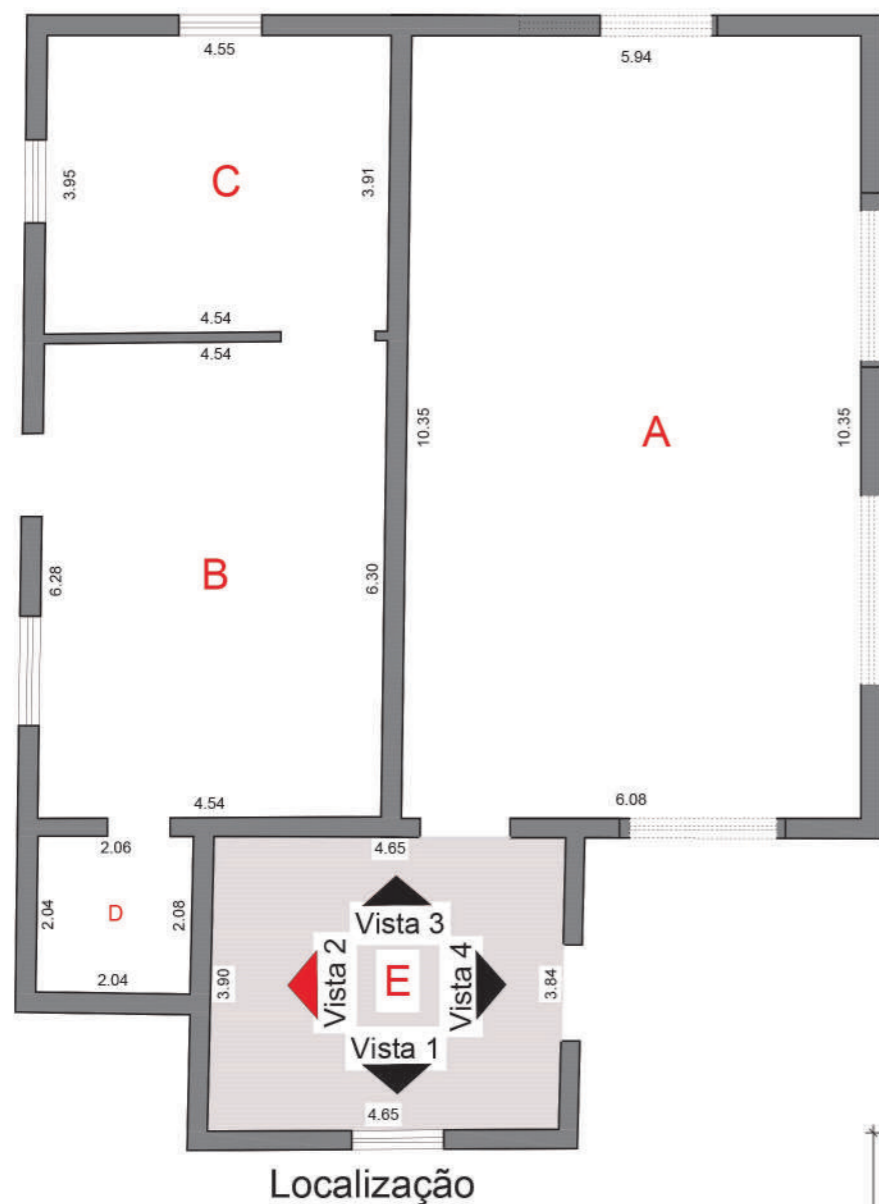 4.55
5.94
3.95
C
3.91
4.54
4.54
10.35
A
10.35
6.28
B
6.30
4.54
6.08
2.06
4.65
2.04
D
2.08
2.04
3.90
Vista 2
Vista 3
E
Vista 4
3.84
Vista 1
4.65
Localização